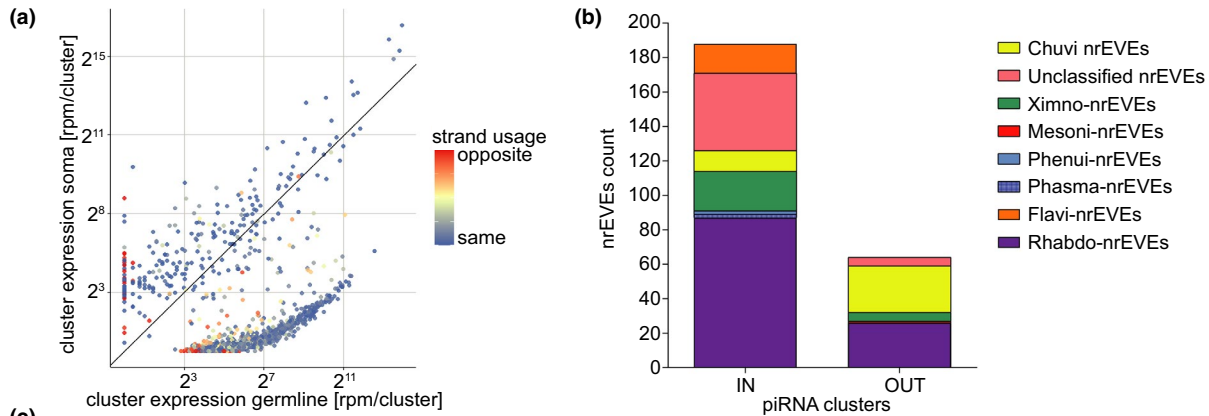 (a)
cluster expression soma [rpm/cluster]
2^15
2^11
2^8
2^3
2^3 2^7 2^11
cluster expression germline [rpm/cluster]
strand usage
opposite
same
(b)
nrEVEs count
200
180
160
140
120
100
80
60
40
20
0
IN OUT
piRNA clusters
Chuvi nrEVEs
Unclassified nrEVEs
Ximno-nrEVEs
Mesoni-nrEVEs
Phenui-nrEVEs
Phasma-nrEVEs
Flavi-nrEVEs
Rhabdo-nrEVEs